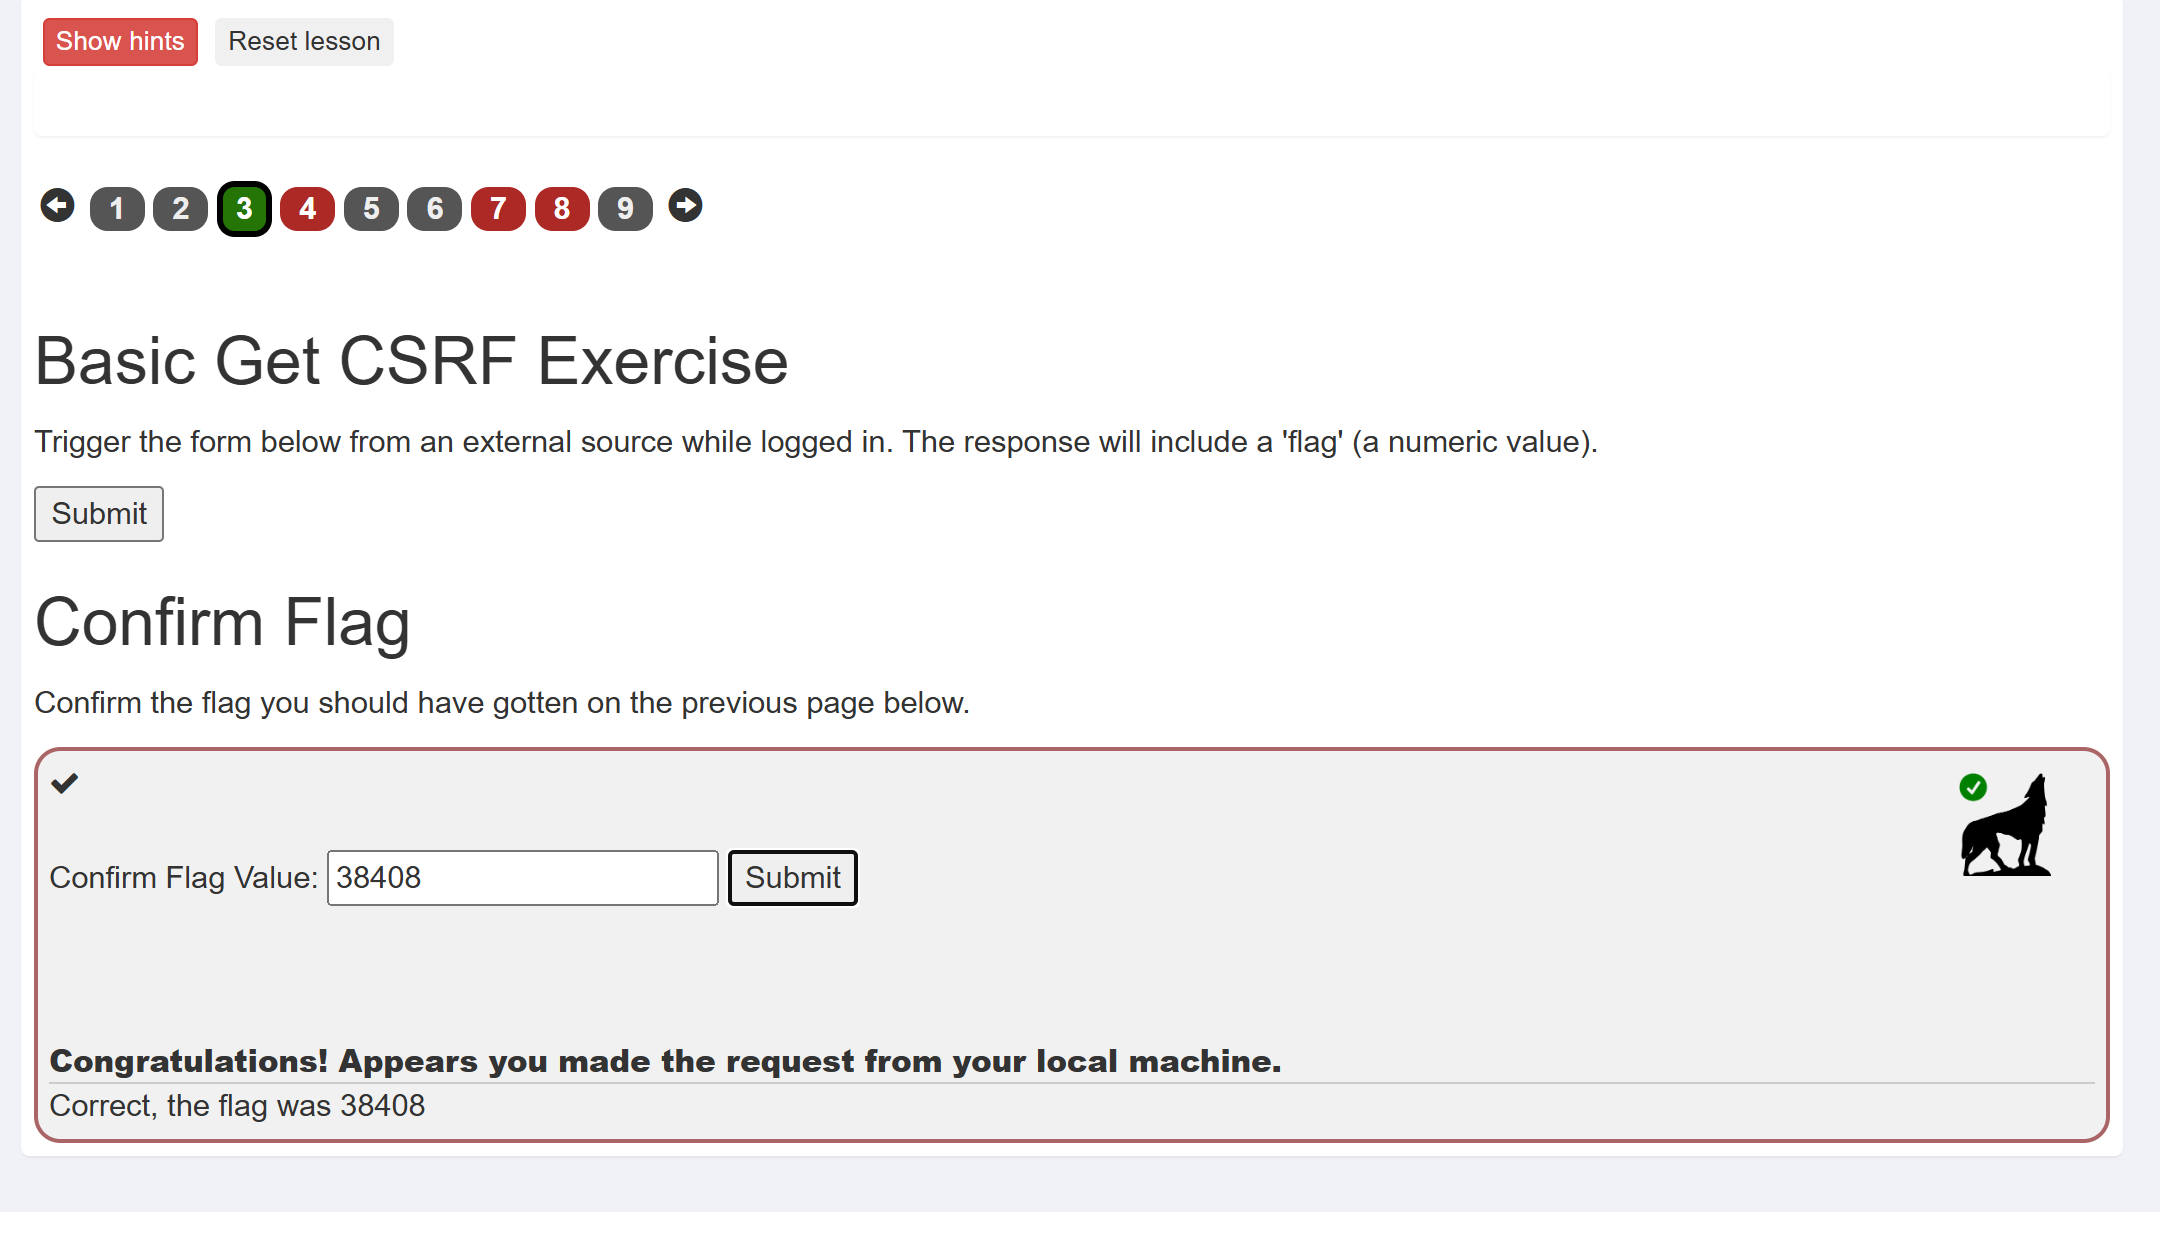 Show hints Reset lesson
1 2 3 4 5 6 7 8 9
Basic Get CSRF Exercise
Trigger the form below from an external source while logged in. The response will include a 'flag' (a numeric value).
Submit
Confirm Flag
Confirm the flag you should have gotten on the previous page below.
Confirm Flag Value: 38408 Submit
Congratulations! Appears you made the request from your local machine.
Correct, the flag was 38408